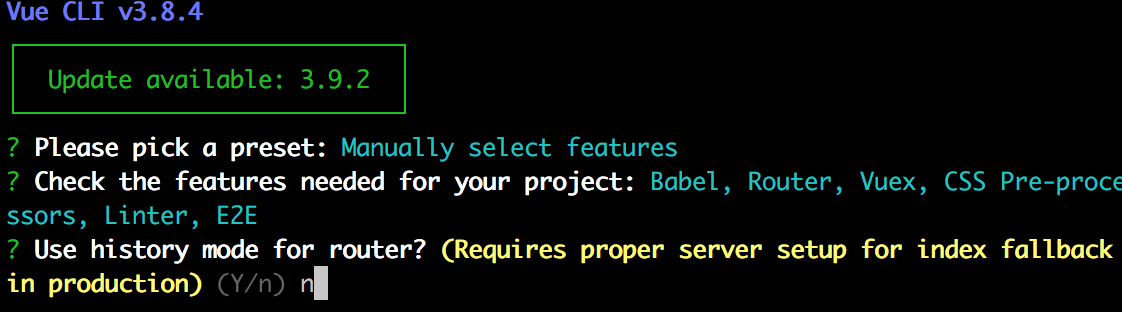 Vue CLI v3.8.4
Update available: 3.9.2
? Please pick a preset: Manually select features
? Check the features needed for your project: Babel, Router, Vuex, CSS Pre-proce
ssors, Linter, E2E
? Use history mode for router? (Requires proper server setup for index fallback
in production) (Y/n) n